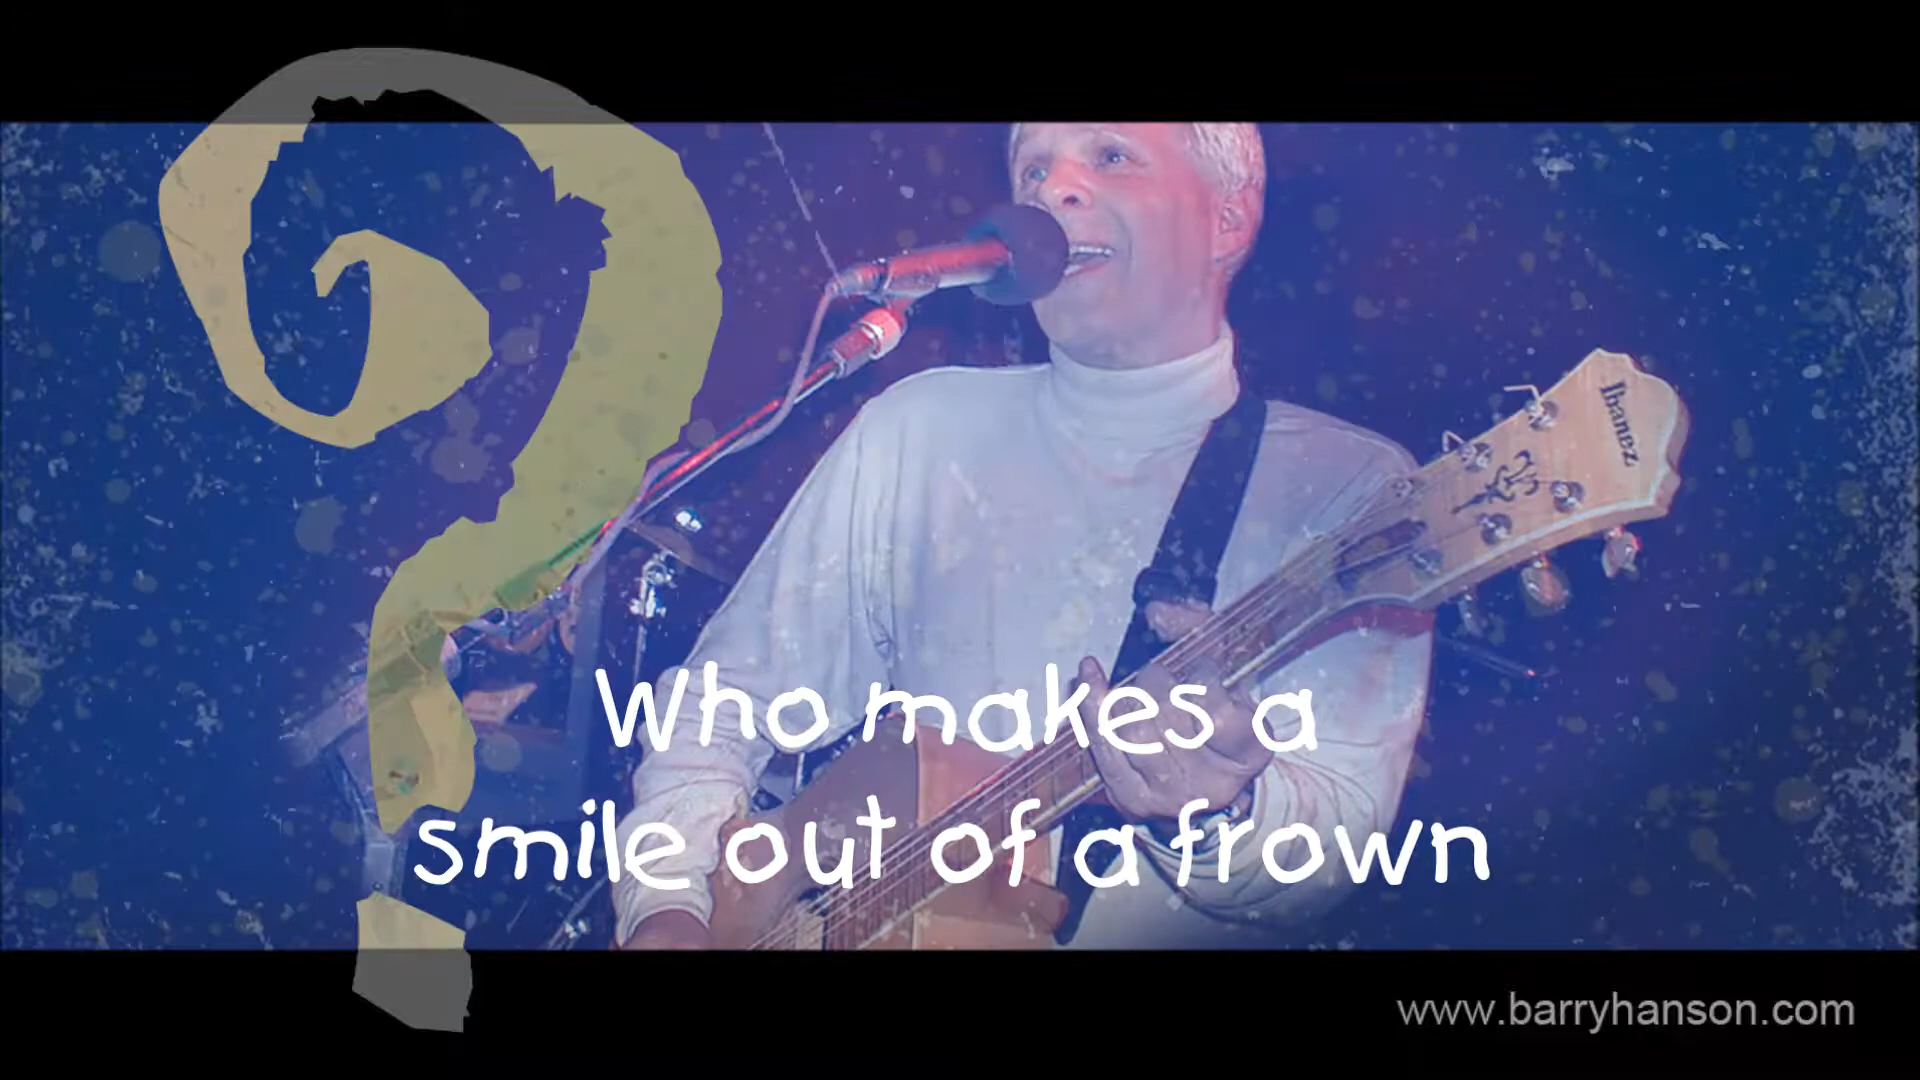 ?
Ibanez
Who makes a
smile out of a frown
www.barryhanson.com